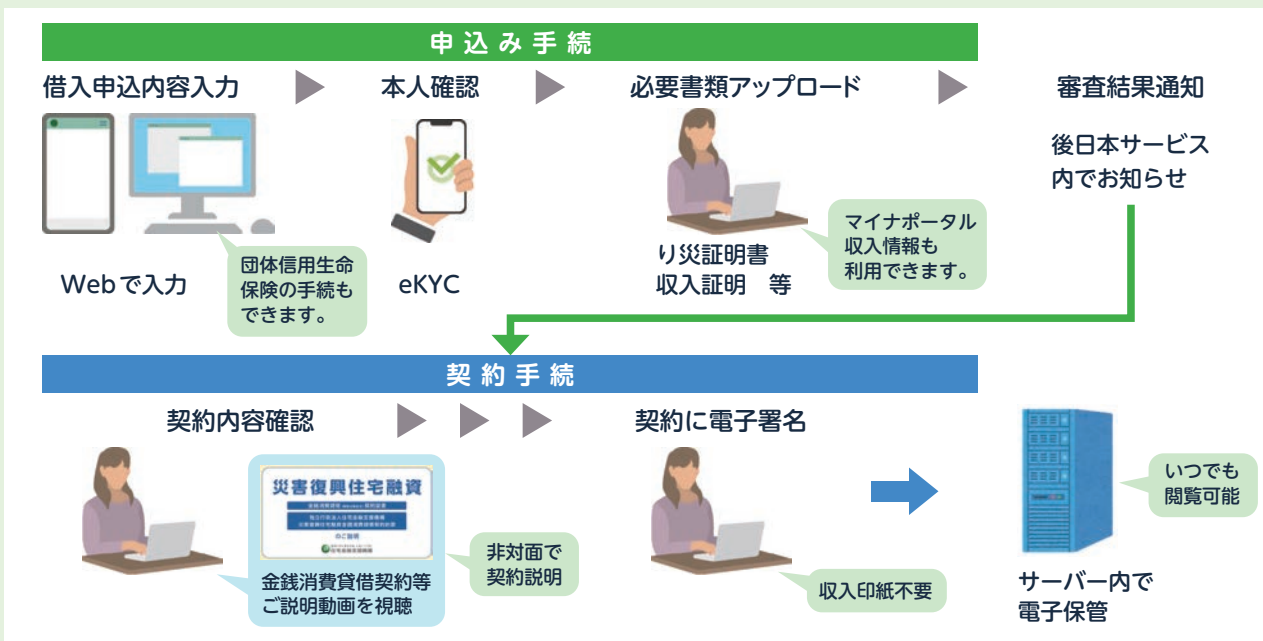 申込み手続
借入申込内容入力
本人確認
必要書類アップロード
審査結果通知
後日本サービス
内でお知らせ
Webで入力
団体信用生命
保険の手続も
できます。
eKYC
り災証明書
収入証明 等
マイナポータル
収入情報も
利用できます。
契約手続
契約内容確認
契約に電子署名
災害復興住宅融資
のご説明
住宅金融支援機構
金銭消費貸借契約等
ご説明動画を視聴
非対面で
契約説明
収入印紙不要
いつでも
閲覧可能
サーバー内で
電子保管